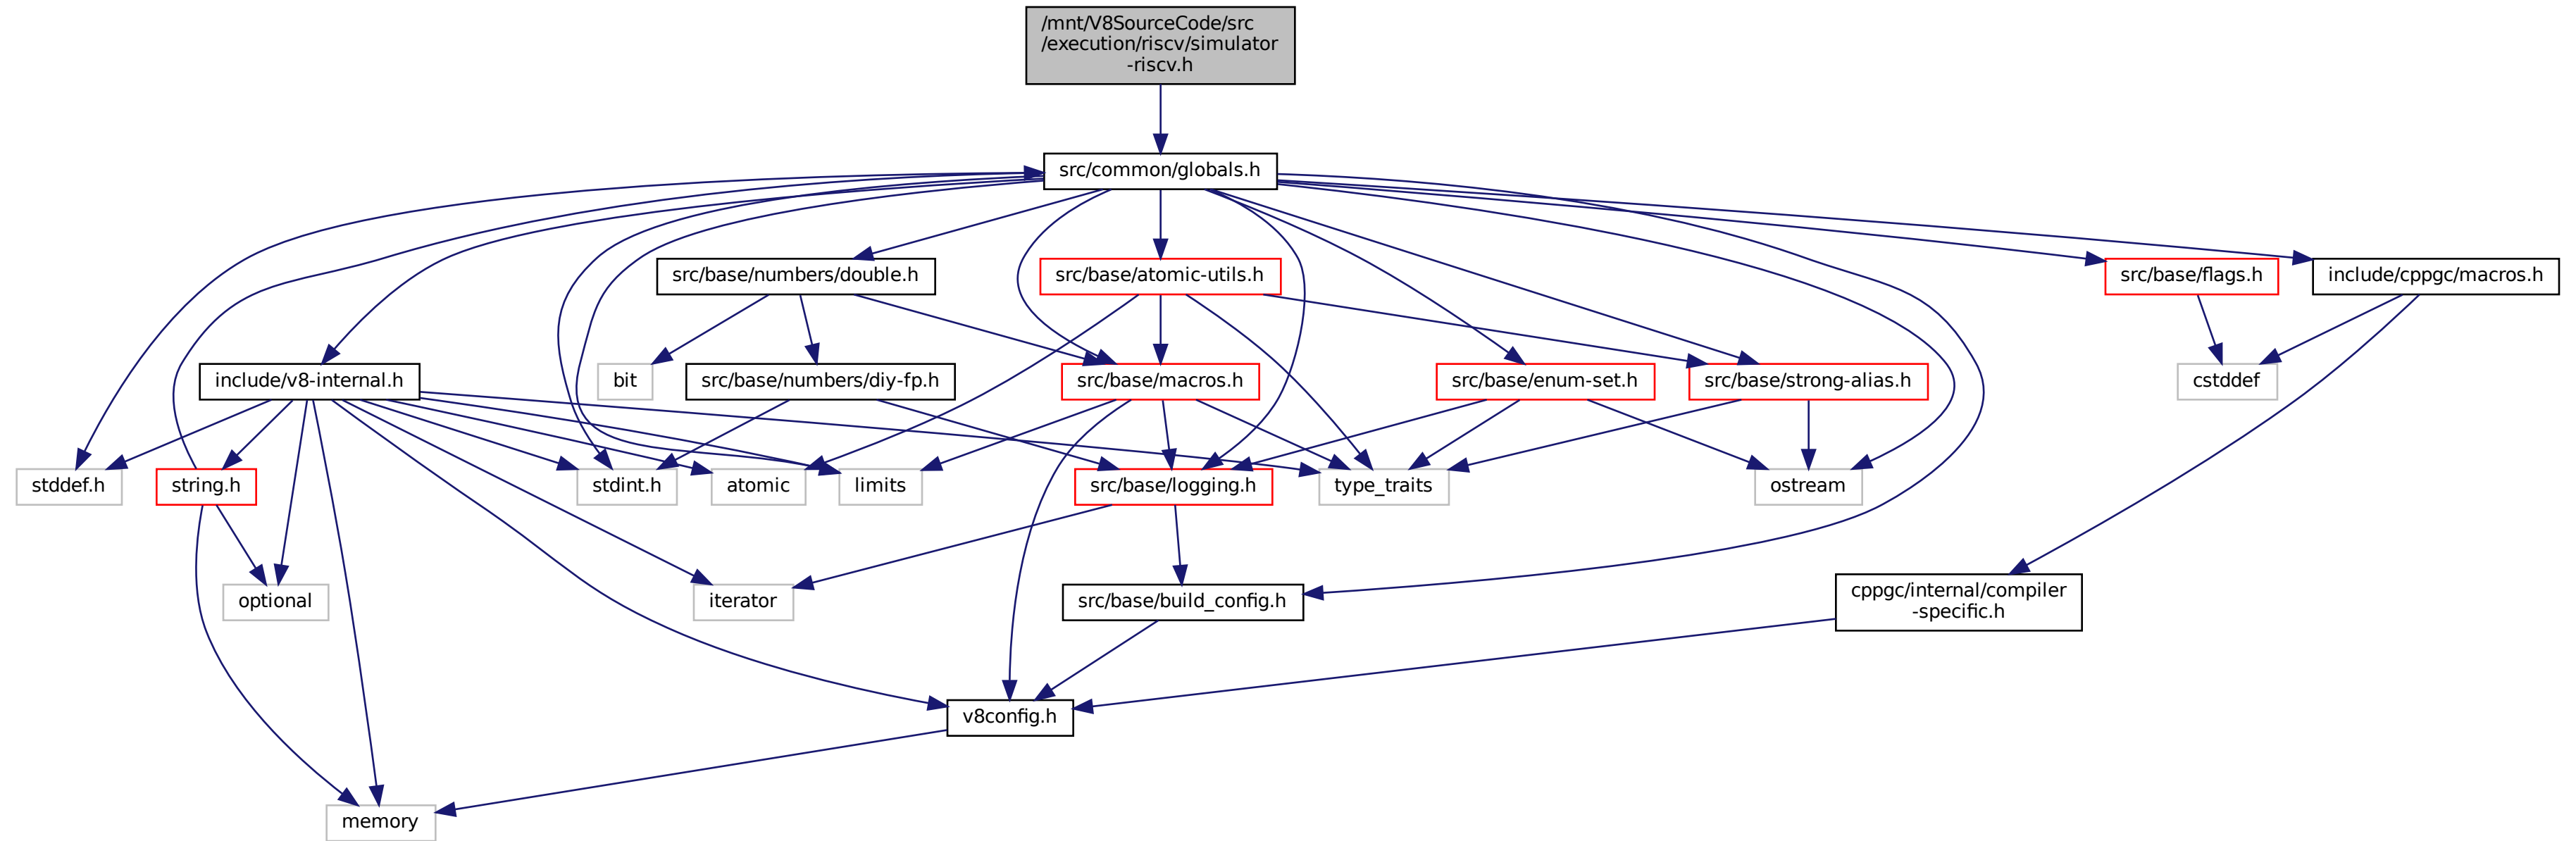 /mnt/V8SourceCode/src
/execution/riscv/simulator
-riscv.h
src/common/globals.h
src/base/numbers/double.h
src/base/atomic-utils.h
src/base/flags.h
include/cppgc/macros.h
include/v8-internal.h
bit
src/base/numbers/diy-fp.h
src/base/macros.h
src/base/enum-set.h
src/base/strong-alias.h
cstddef
stddef.h
string.h
stdint.h
atomic
limits
src/base/logging.h
type_traits
ostream
optional
iterator
src/base/build_config.h
cppgc/internal/compiler
-specific.h
v8config.h
memory